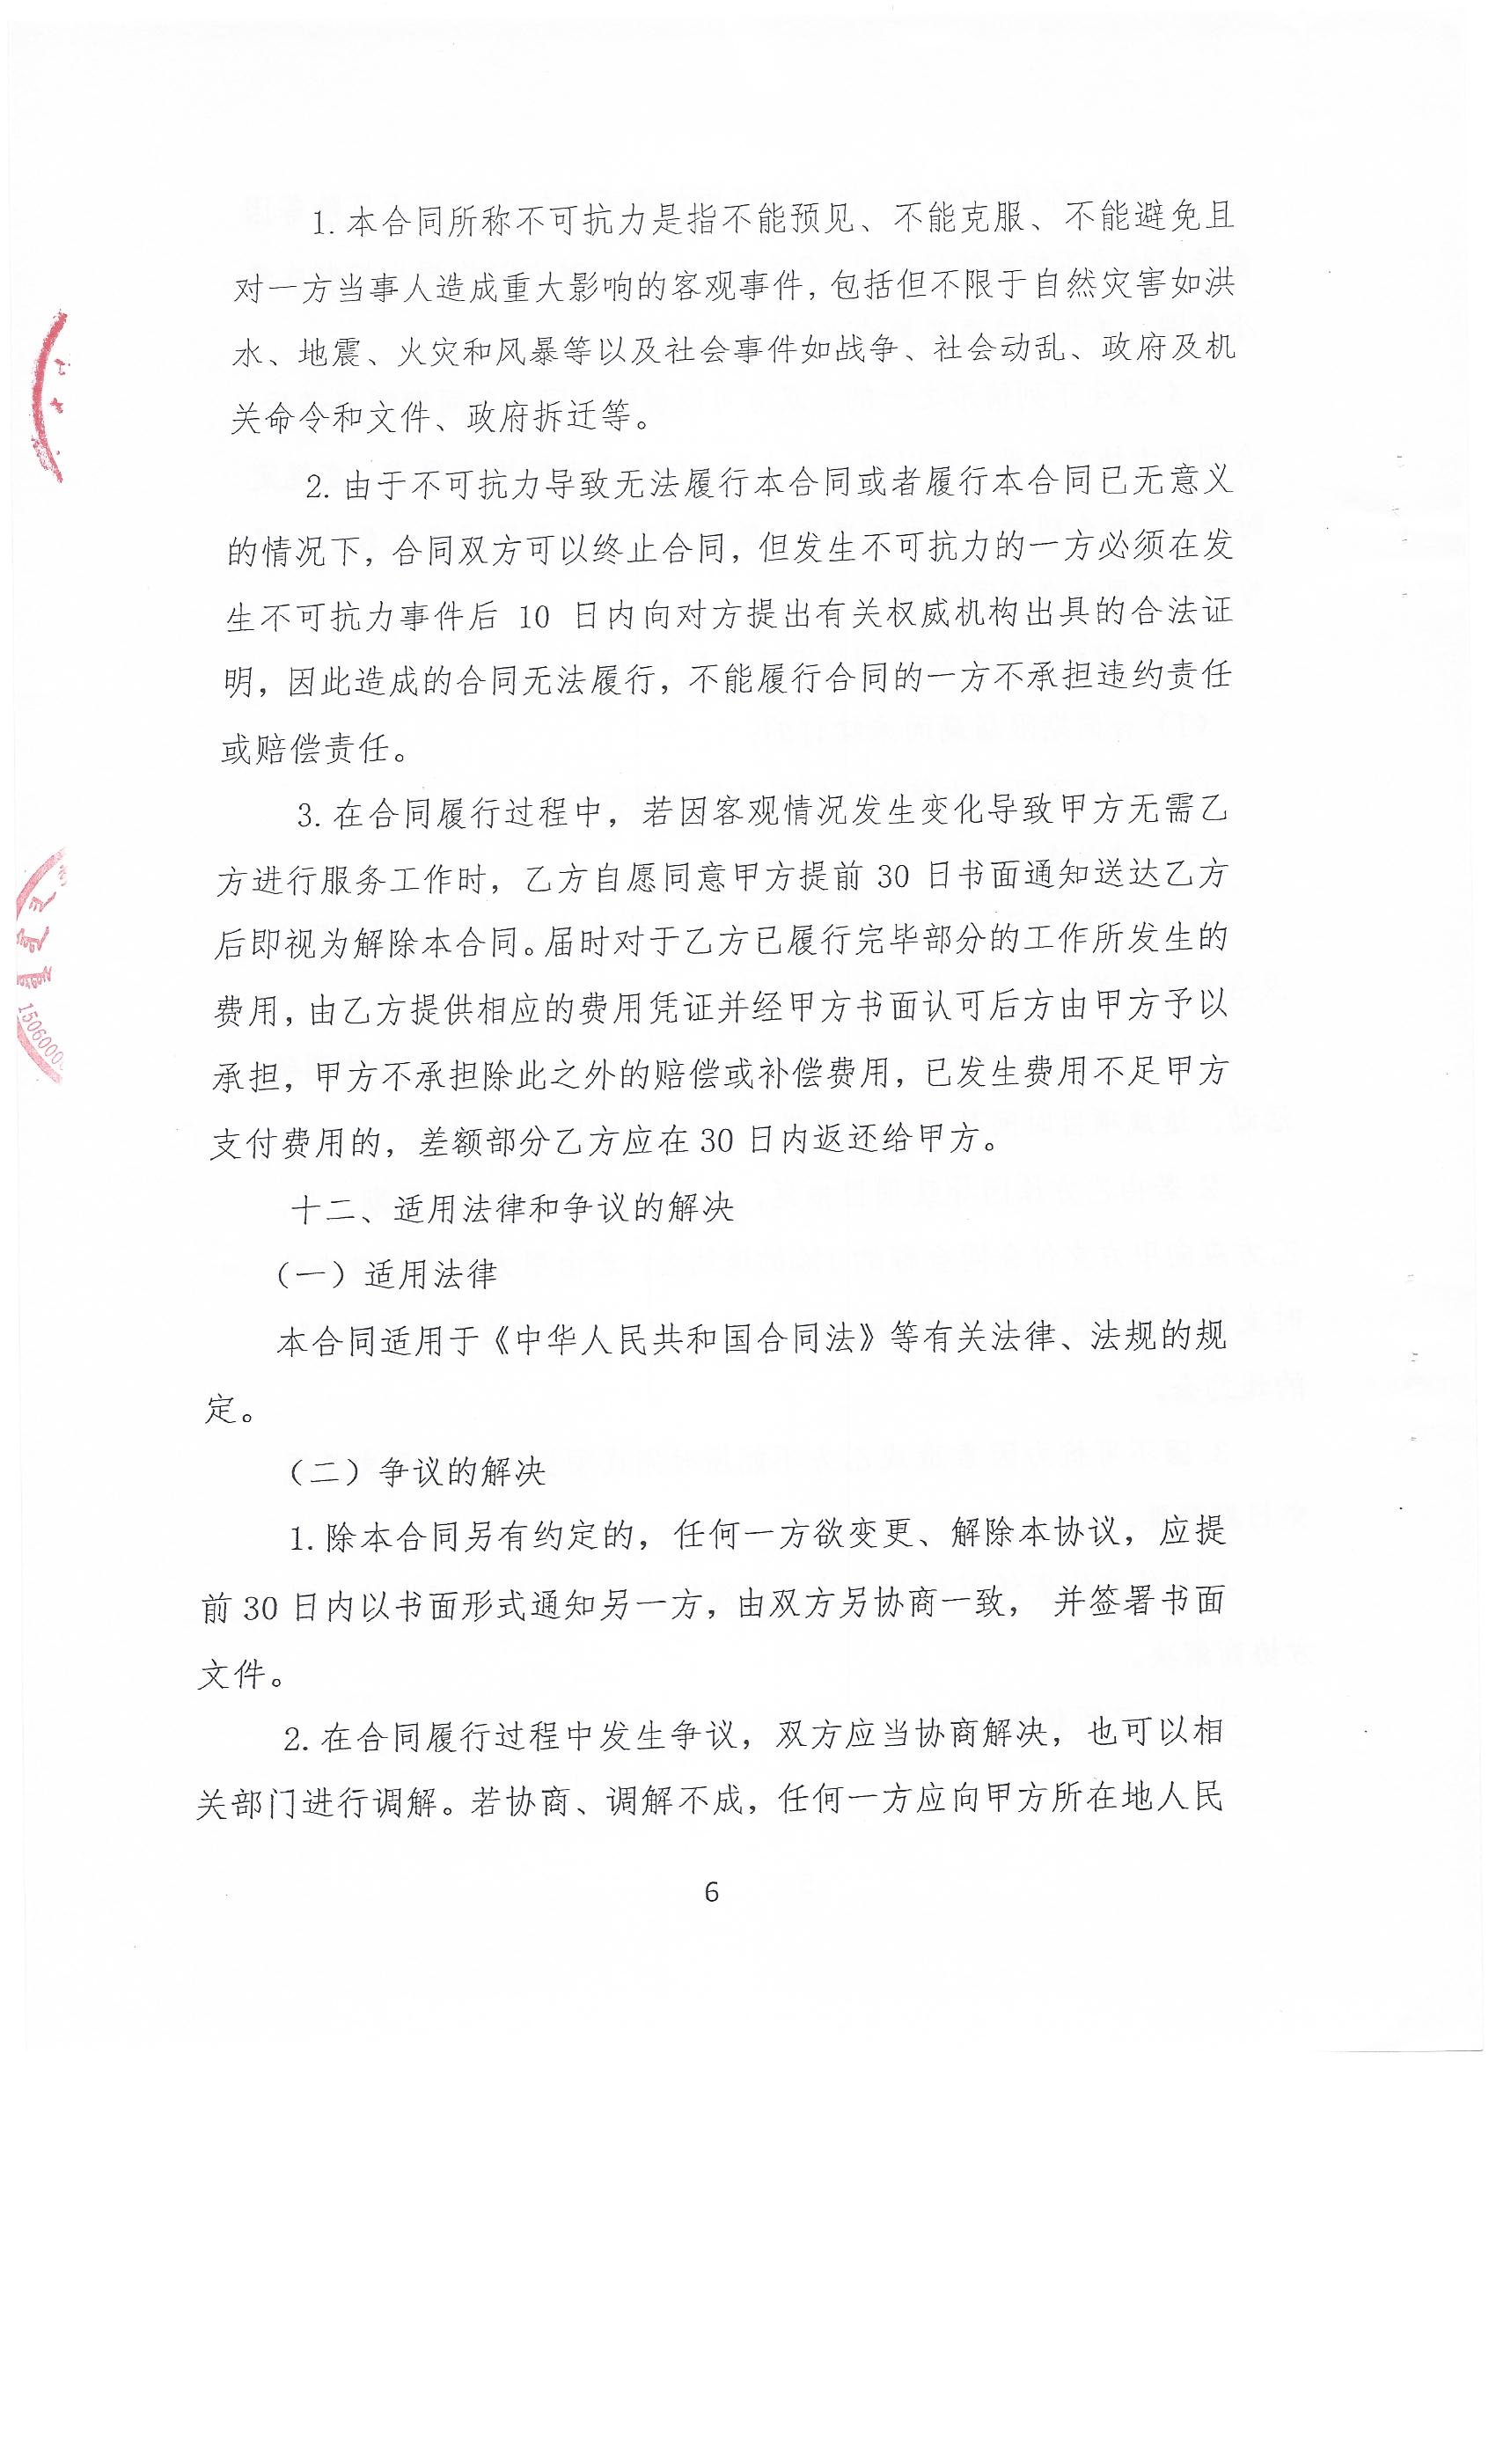 1.本合同所称不可抗力是指不能预见、不能克服、不能避免且
对一方当事人造成重大影响的客观事件，包括但不限于自然灾害如洪
水、地震、火灾和风暴等以及社会事件如战争、社会动乱、政府及机
关命令和文件、政府拆迁等。
2.由于不可抗力导致无法履行本合同或者履行本合同已无意义
的情况下，合同双方可以终止合同，但发生不可抗力的一方必须在发
生不可抗力事件后 10 日内向对方提出有关权威机构出具的合法证
明，因此造成的合同无法履行，不能履行合同的一方不承担违约责任
或赔偿责任。
3.在合同履行过程中，若因客观情况发生变化导致甲方无需乙
方进行服务工作时，乙方自愿同意甲方提前 30 日书面通知送达乙方
后即视为解除本合同。届时对于乙方已履行完毕部分的工作所发生的
费用，由乙方提供相应的费用凭证并经甲方书面认可后方由甲方予以
承担，甲方不承担除此之外的赔偿或补偿费用，已发生费用不足甲方
支付费用的，差额部分乙方应在 30 日内返还给甲方。
十二、适用法律和争议的解决
（一）适用法律
本合同适用于《中华人民共和国合同法》等有关法律、法规的规
定。
（二）争议的解决
1.除本合同另有约定的，任何一方欲变更、解除本协议，应提
前 30 日内以书面形式通知另一方，由双方另协商一致， 并签署书面
文件。
2.在合同履行过程中发生争议，双方应当协商解决，也可以相
关部门进行调解。若协商、调解不成，任何一方应向甲方所在地人民
6
1506000